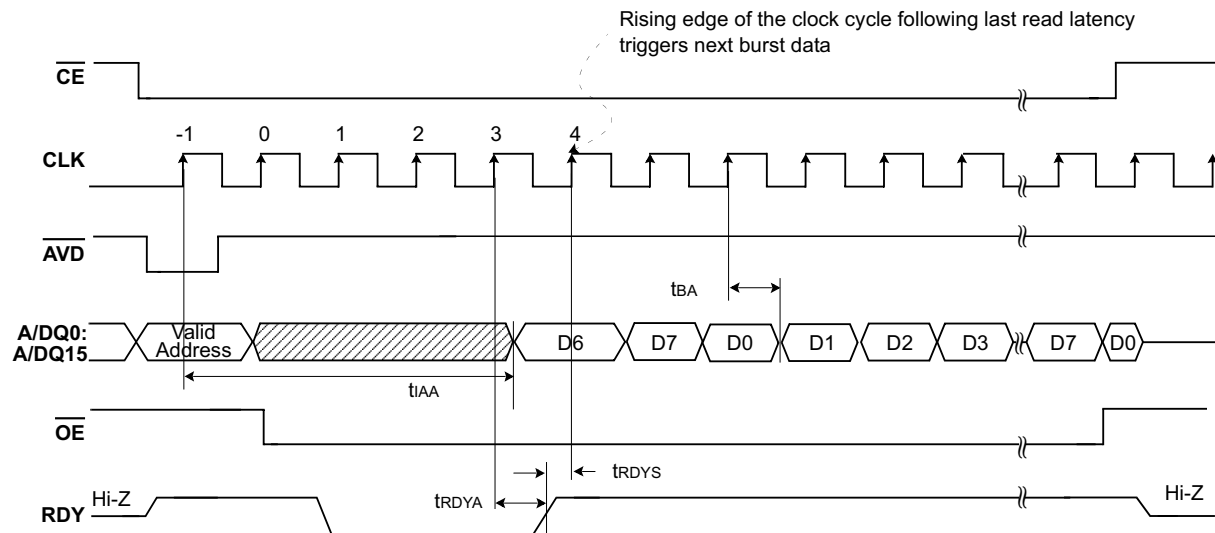 Rising edge of the clock cycle following last read latency
triggers next burst data
CE
-1 0 1 2 3 4
CLK
AVD
tBA
A/DQ0:
A/DQ15
Valid
Address
D6 D7 D0 D1 D2 D3 D7 D0
tIAA
OE
tRDYS
tRDYA
Hi-Z
Hi-Z
RDY